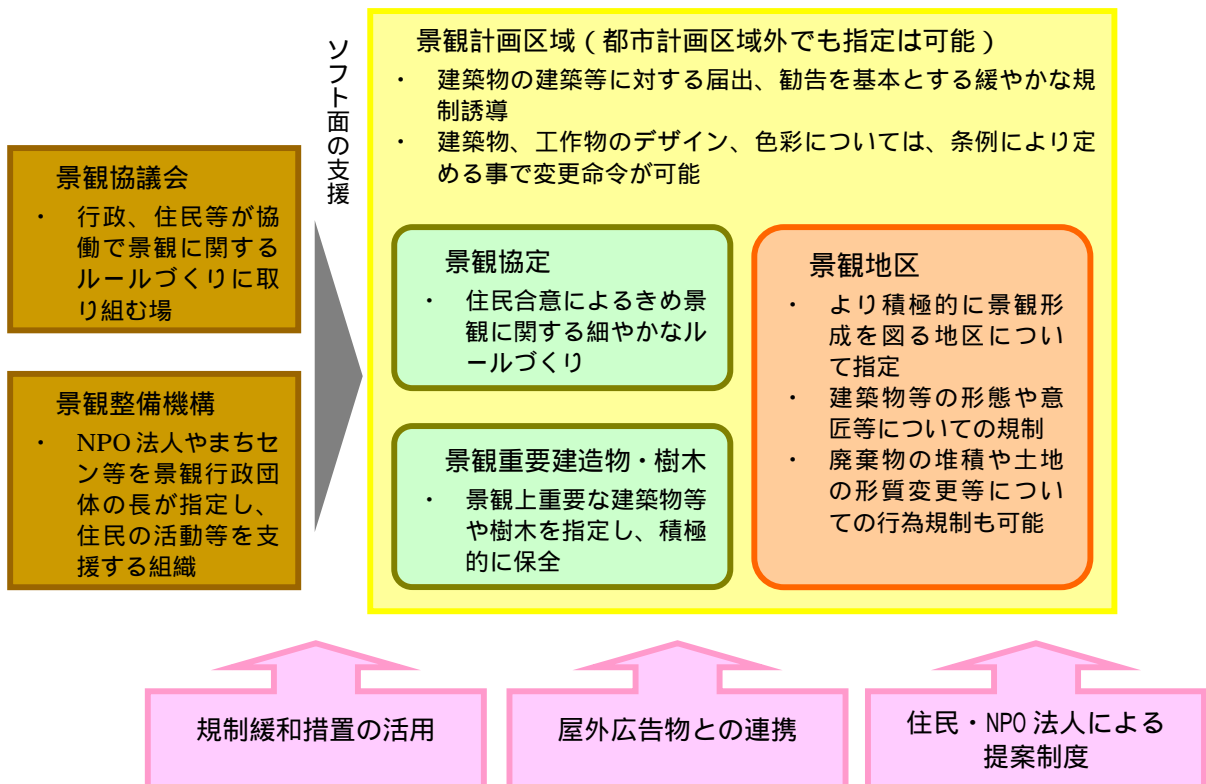 ソフト面の支援
景観計画区域（都市計画区域外でも指定は可能）
・ 建築物の建築等に対する届出、勧告を基本とする緩やかな規
制誘導
・ 建築物、工作物のデザイン、色彩については、条例により定
める事で変更命令が可能
景観協議会
・ 行政、住民等が協
働で景観に関する
ルールづくりに取
り組む場
景観整備機構
・ NPO 法人やまちセ
ン等を景観行政団
体の長が指定し、
住民の活動等を支
援する組織
景観協定
・ 住民合意によるきめ景
観に関する細やかなル
ールづくり
景観重要建造物・樹木
・ 景観上重要な建築物等
や樹木を指定し、積極
的に保全
景観地区
・ より積極的に景観形
成を図る地区につい
て指定
・ 建築物等の形態や意
匠等についての規制
・ 廃棄物の堆積や土地
の形質変更等につい
ての行為規制も可能
規制緩和措置の活用
屋外広告物との連携
住民・NPO 法人による
提案制度